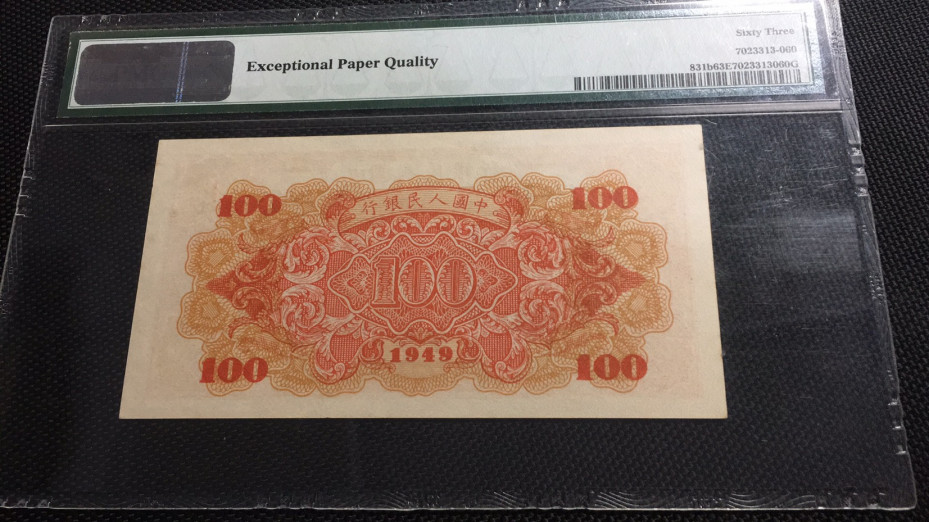 Sixty Three
Exceptional Paper Quality
7023313-060
831b63E7023313060G
100
100
行銀民人國中
100
1949
100
100